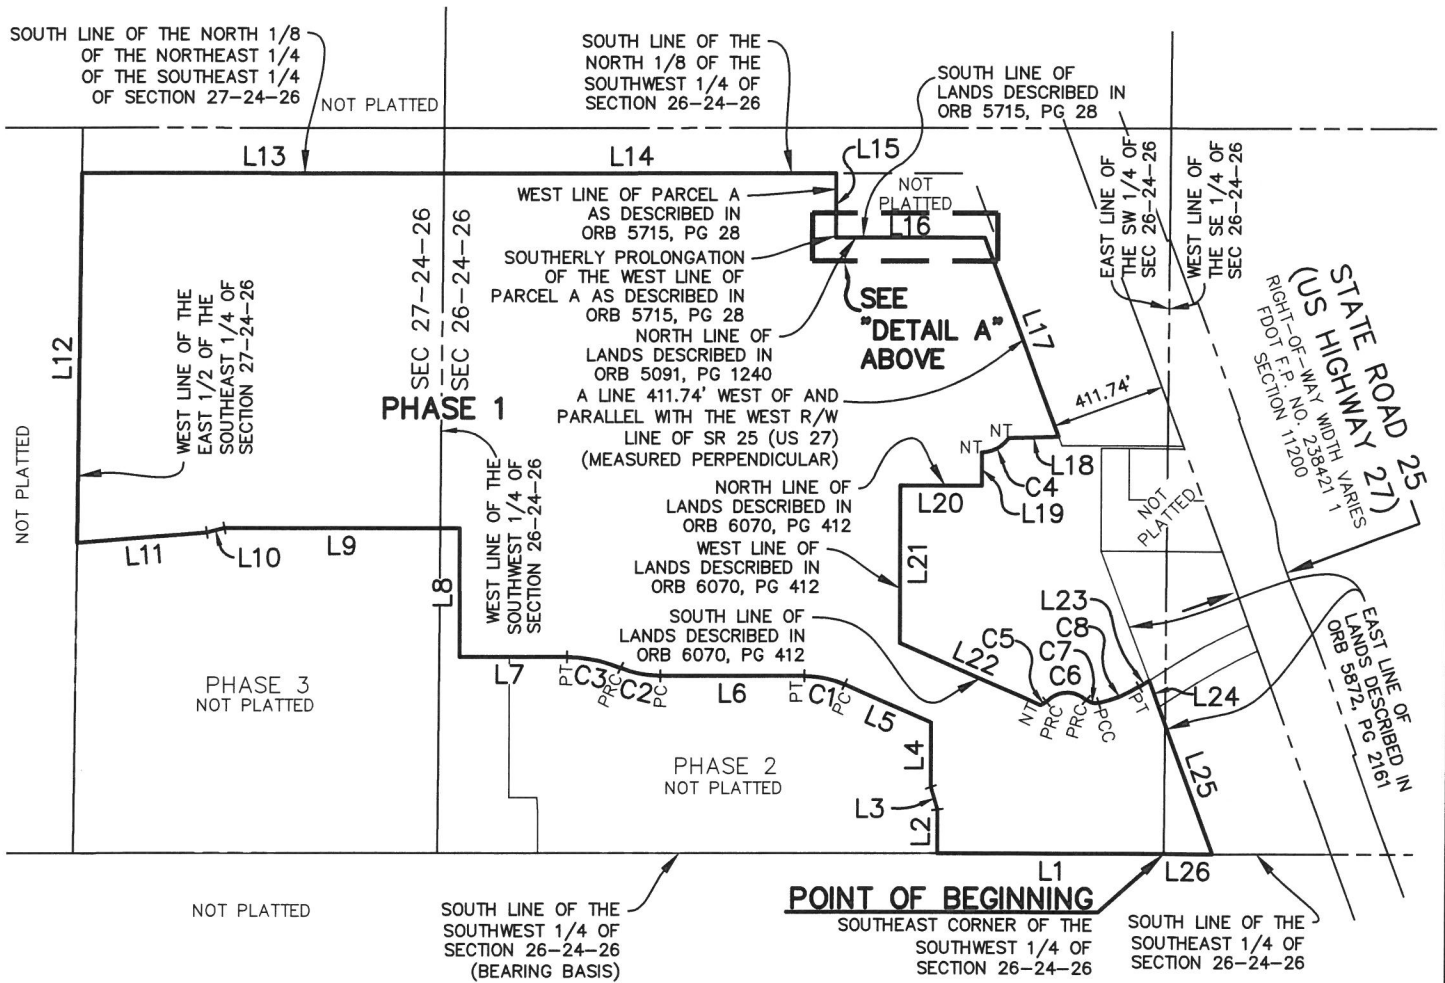 SOUTH LINE OF THE NORTH 1/8
OF THE NORTHEAST 1/4
OF THE SOUTHEAST 1/4
OF SECTION 27-24-26
NOT PLATTED
SOUTH LINE OF THE
NORTH 1/8 OF THE
SOUTHWEST 1/4 OF
SECTION 26-24-26
SOUTH LINE OF
LANDS DESCRIBED IN
ORB 5715, PG 28
L13
L14
L15
NOT
PLATTED
L16
WEST LINE OF PARCEL A
AS DESCRIBED IN
ORB 5715, PG 28
SOUTHERLY PROLONGATION
OF THE WEST LINE OF
PARCEL A AS DESCRIBED IN
ORB 5715, PG 28
NORTH LINE OF
LANDS DESCRIBED IN
ORB 5091, PG 1240
A LINE 411.74' WEST OF AND
PARALLEL WITH THE WEST R/W
LINE OF SR 25 (US 27)
(MEASURED PERPENDICULAR)
SEE
"DETAIL A"
ABOVE
EAST LINE OF
THE SW 1/4 OF
SEC 26-24-26
WEST LINE OF
THE SE 1/4 OF
SEC 26-24-26
STATE ROAD 25
(US HIGHWAY 27)
RIGHT-OF-WAY WIDTH VARIES
FDOT F.P. NO. 238421 1
SECTION 11200
L12
WEST LINE OF THE
EAST 1/2 OF THE
SOUTHEAST 1/4 OF
SECTION 27-24-26
SEC 27-24-26
SEC 26-24-26
PHASE 1
NOT PLATTED
L17
411.74'
NT
NT
L18
C4
L19
L20
NORTH LINE OF
LANDS DESCRIBED IN
ORB 6070, PG 412
WEST LINE OF
LANDS DESCRIBED IN
ORB 6070, PG 412
L21
NOT
PLATTED
L11
L10
L9
L8
WEST LINE OF THE
SOUTHWEST 1/4 OF
SECTION 26-24-26
SOUTH LINE OF
LANDS DESCRIBED IN
ORB 6070, PG 412
L22
C5
C7
C6
C8
L23
L24
NT
PRC
PRC
PCC
PT
EAST LINE OF
LANDS DESCRIBED IN
ORB 5872, PG 2161
L7
PT
C3
PRC
C2
PC
L6
PT
C1
PC
L5
L4
L3
L2
L25
PHASE 3
NOT PLATTED
PHASE 2
NOT PLATTED
L1
L26
POINT OF BEGINNING
SOUTHEAST CORNER OF THE
SOUTHWEST 1/4 OF
SECTION 26-24-26
NOT PLATTED
SOUTH LINE OF THE
SOUTHWEST 1/4 OF
SECTION 26-24-26
(BEARING BASIS)
SOUTH LINE OF THE
SOUTHEAST 1/4 OF
SECTION 26-24-26